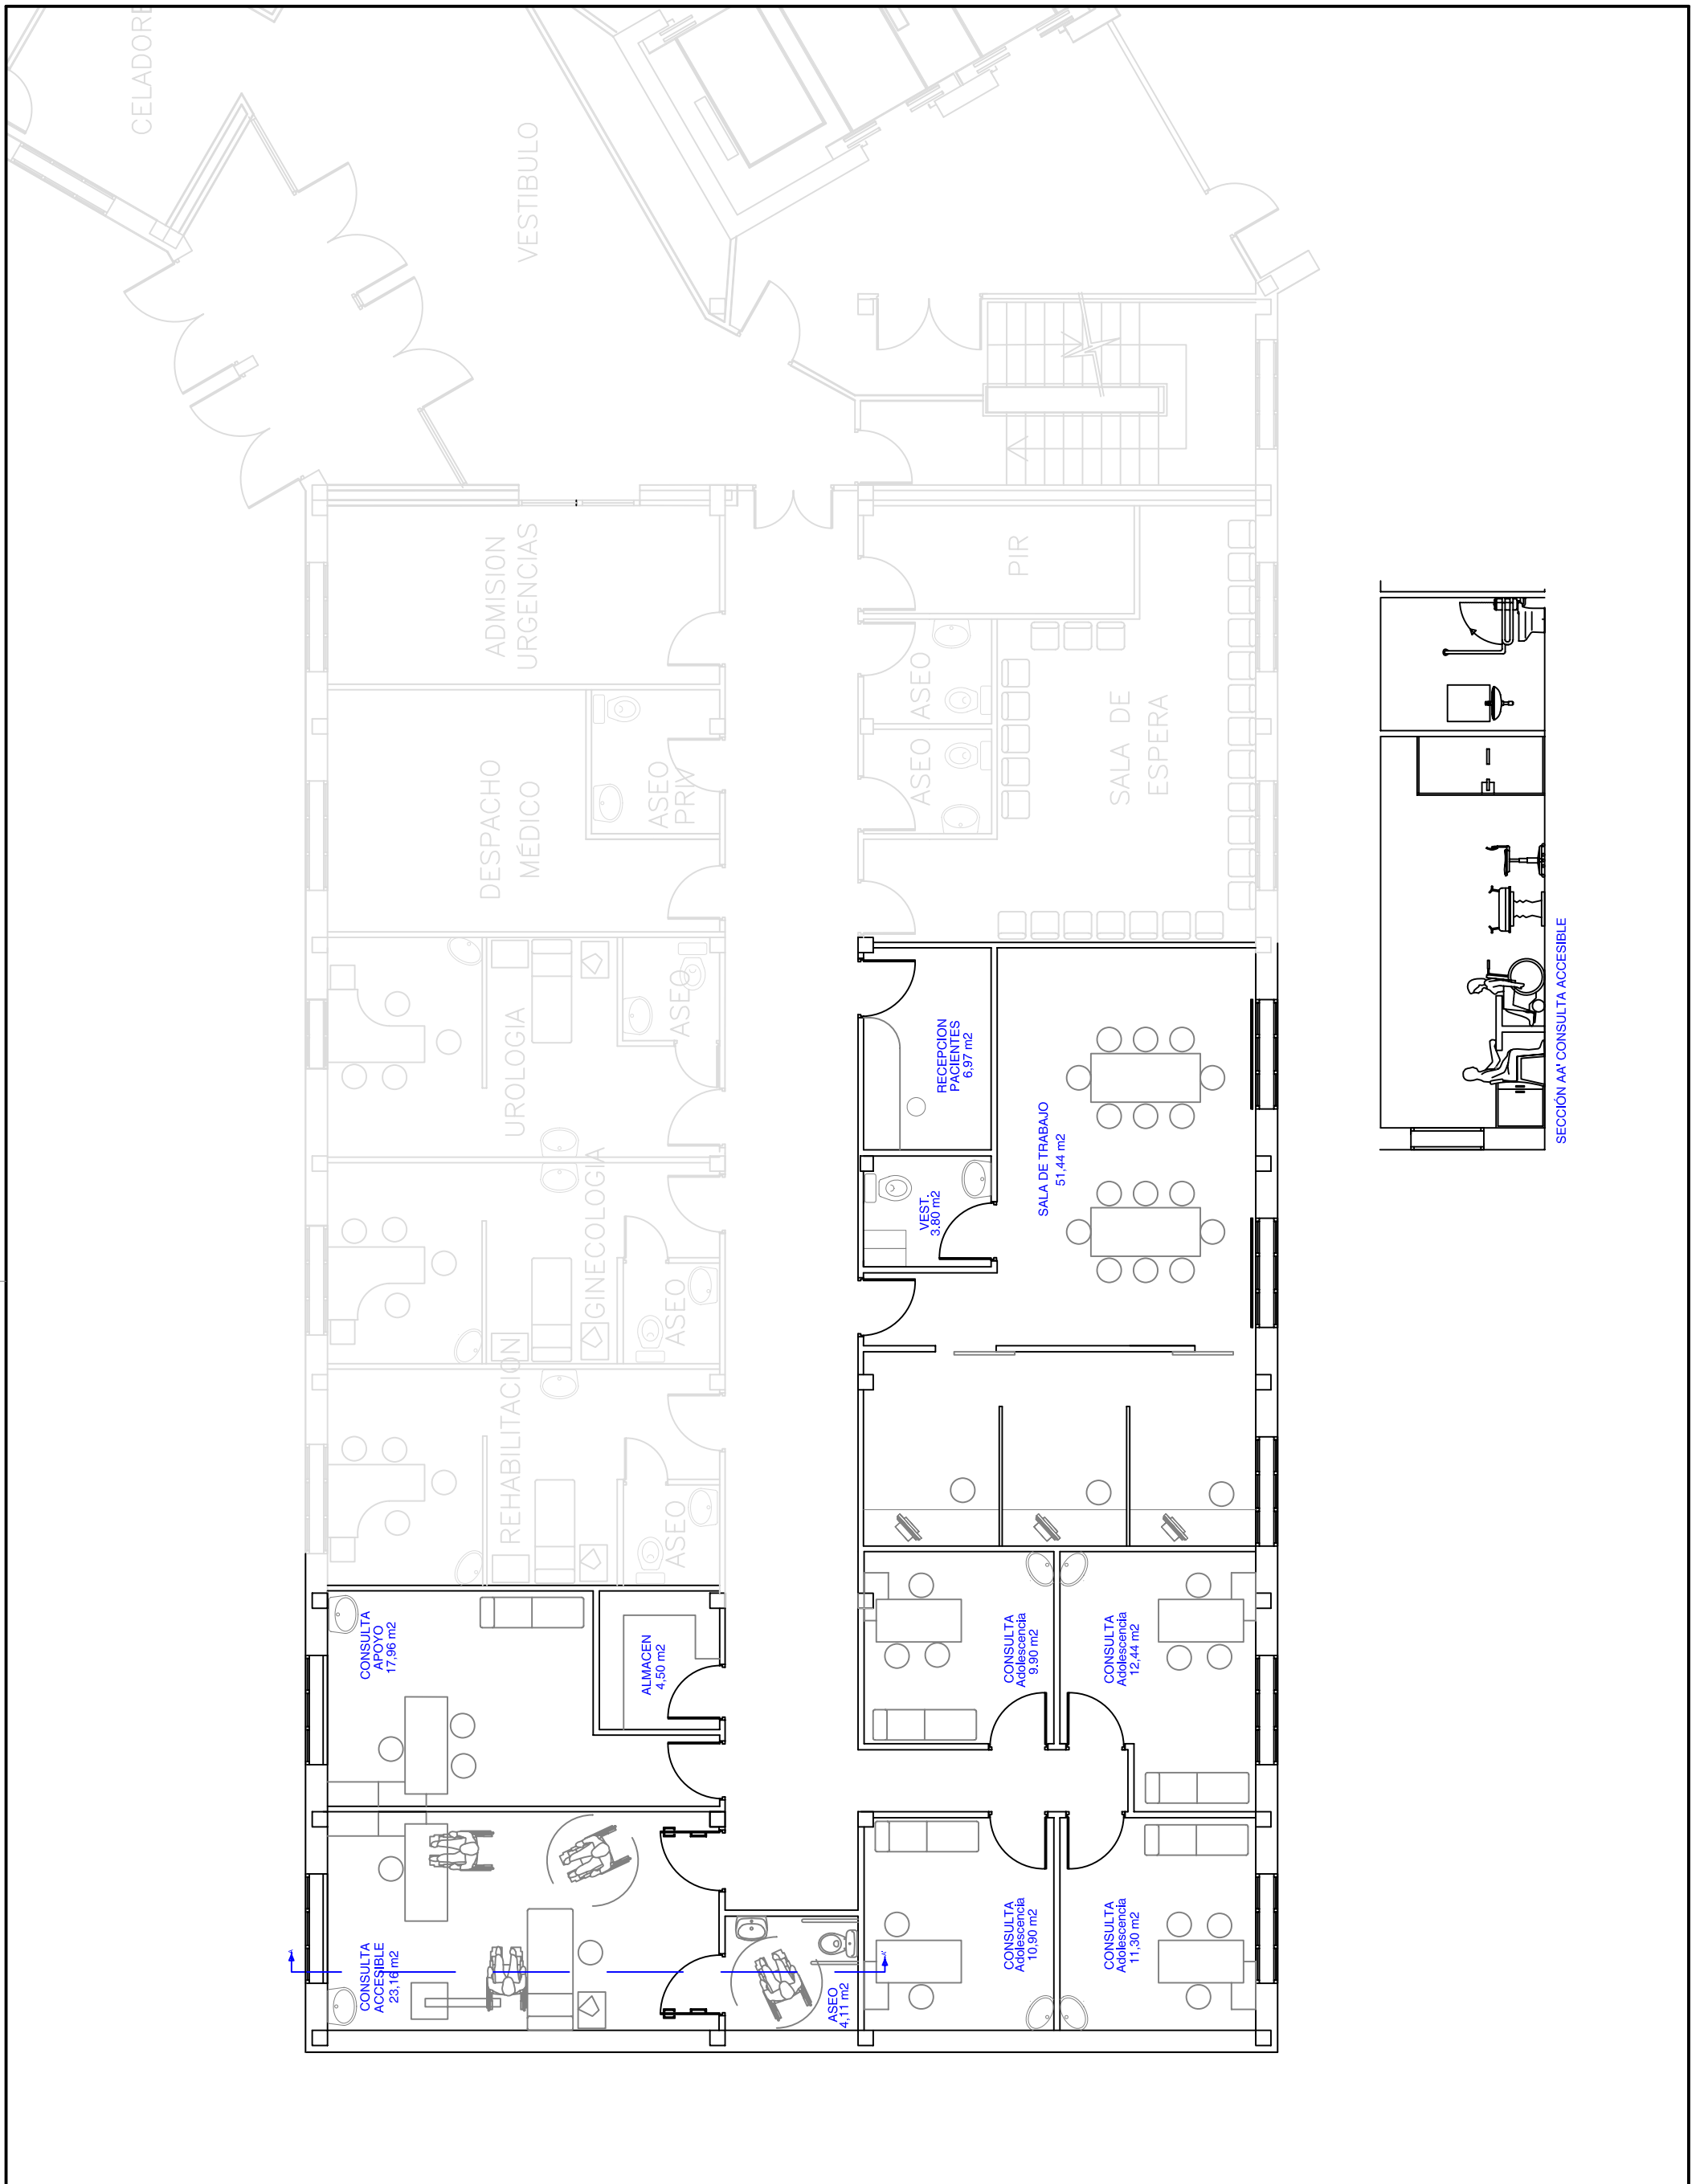 CELADORE
VESTIBULO
ADMISION
URGENCIAS
PIR
DESPACHO
MÉDICO
ASEO
PRIV
ASEO
ASEO
SALA DE
ESPERA
UROLOGIA
ASEO
GINECOLOGIA
ASEO
REHABILITACION
ASEO
RECEPCION
PACIENTES
6,97 m2
SALA DE TRABAJO
51,44 m2
VEST.
3.80 m2
CONSULTA
APOYO
17,96 m2
ALMACEN
4,50 m2
CONSULTA
Adolescencia
9.90 m2
CONSULTA
Adolescencia
12,44 m2
CONSULTA
ACCESIBLE
23,16 m2
ASEO
4,11 m2
CONSULTA
Adolescencia
10,90 m2
CONSULTA
Adolescencia
11,30 m2
SECCIÓN AA' CONSULTA ACCESIBLE